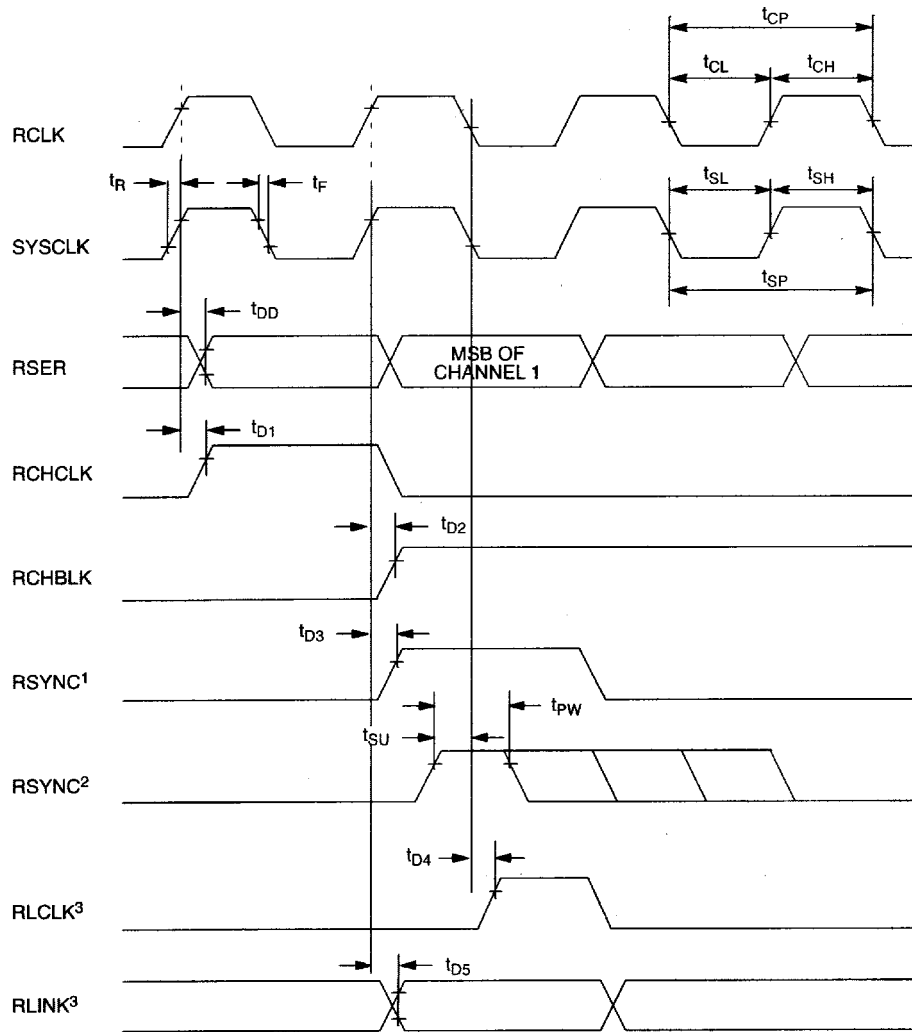 tCP
tCL tCH
RCLK
tR tF tSL tSH
SYSCLK
tSP
tDD
RSER MSB OF
CHANNEL 1
tD1
RCHCLK
tD2
RCHBLK
tD3
RSYNC1
tPW
tSU
RSYNC2
tD4
RLCLK3
tD5
RLINK3